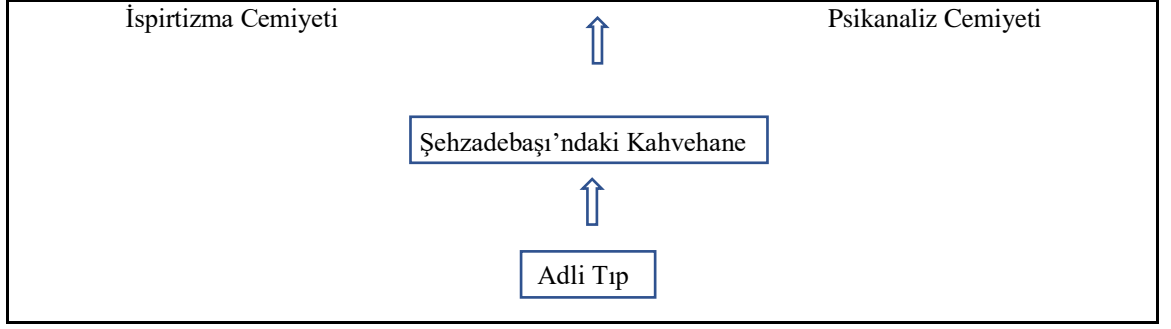 İspirtizma Cemiyeti
Psikanaliz Cemiyeti
Şehzadebaşı’ndaki Kahvehane
Adli Tıp